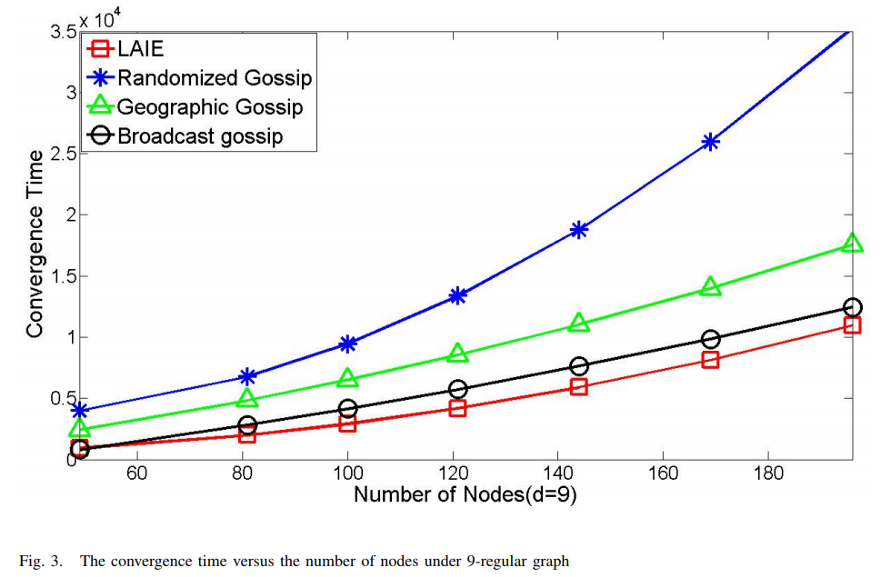 x 10^4
3.5
3
2.5
2
1.5
1
0.5
0
Convergence Time
LAIE
Randomized Gossip
Geographic Gossip
Broadcast gossip
60 80 100 120 140 160 180
Number of Nodes(d=9)
Fig. 3. The convergence time versus the number of nodes under 9-regular graph